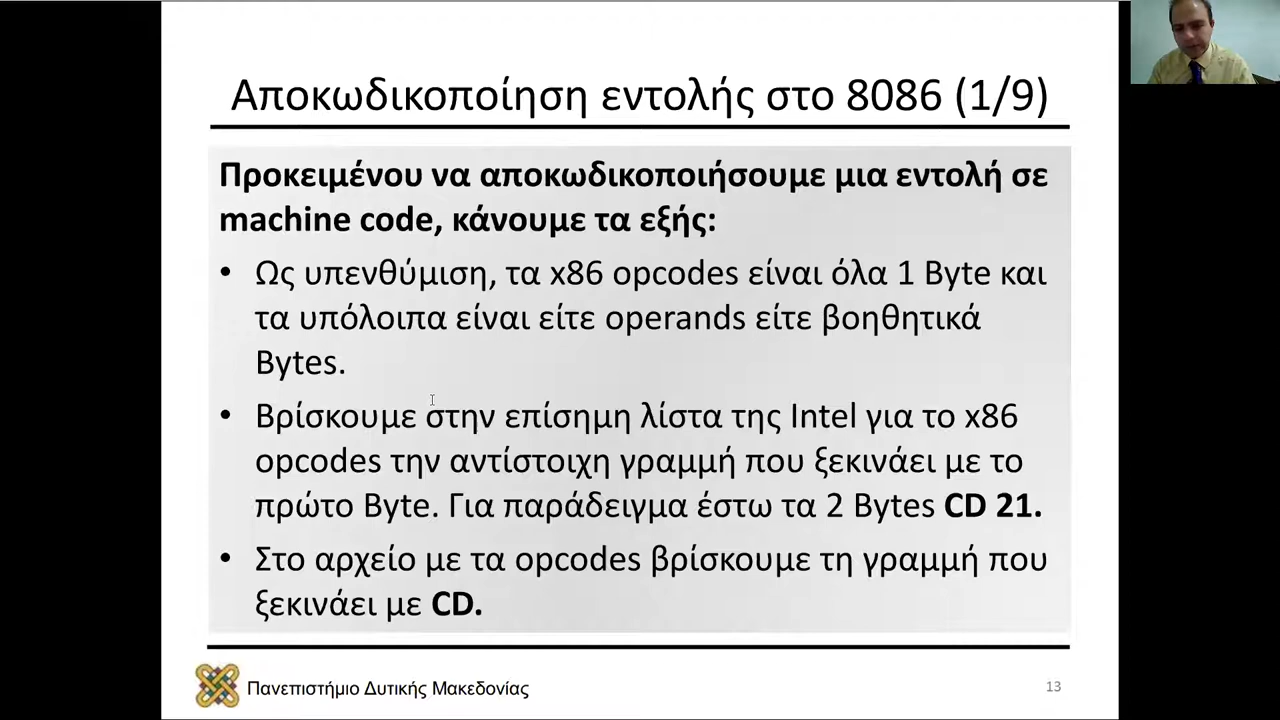 Αποκωδικοποίηση εντολής στο 8086 (1/9)
Προκειμένου να αποκωδικοποιήσουμε μια εντολή σε
machine code, κάνουμε τα εξής:
• Ως υπενθύμιση, τα x86 opcodes είναι όλα 1 Byte και
τα υπόλοιπα είναι είτε operands είτε βοηθητικά
Bytes.
• Βρίσκουμε στην επίσημη λίστα της Intel για το x86
opcodes την αντίστοιχη γραμμή που ξεκινάει με το
πρώτο Byte. Για παράδειγμα έστω τα 2 Bytes CD 21.
• Στο αρχείο με τα opcodes βρίσκουμε τη γραμμή που
ξεκινάει με CD.
Πανεπιστήμιο Δυτικής Μακεδονίας
13